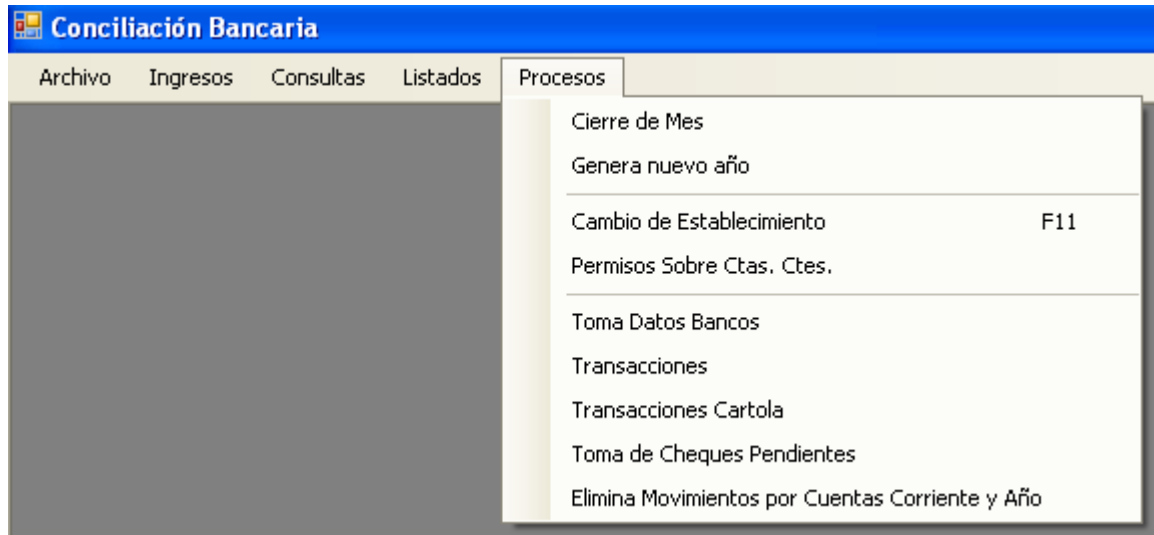 Conciliación Bancaria
Archivo Ingresos Consultas Listados Procesos
Cierre de Mes
Genera nuevo año
Cambio de Establecimiento F11
Permisos Sobre Ctas. Ctes.
Toma Datos Bancos
Transacciones
Transacciones Cartola
Toma de Cheques Pendientes
Elimina Movimientos por Cuentas Corriente y Año